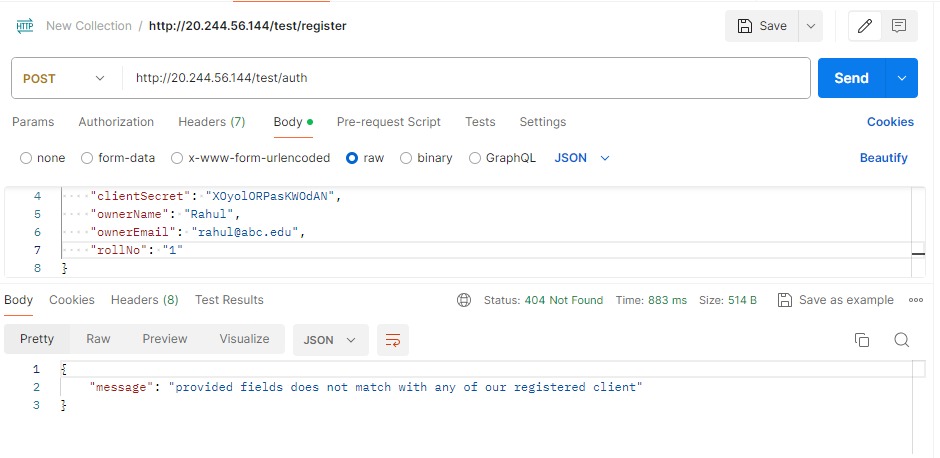 HTTP New Collection / http://20.244.56.144/test/register Save
POST http://20.244.56.144/test/auth Send
Params Authorization Headers (7) Body Pre-request Script Tests Settings Cookies
none form-data x-www-form-urlencoded raw binary GraphQL JSON Beautify
4 "clientSecret": "XOyolORPasKWOdAN",
5 "ownerName": "Rahul",
6 "ownerEmail": "rahul@abc.edu",
7 "rollNo": "1"
8 }
Body Cookies Headers (8) Test Results Status: 404 Not Found Time: 883 ms Size: 514 B Save as example
Pretty Raw Preview Visualize JSON
1 {
2 "message": "provided fields does not match with any of our registered client"
3 }